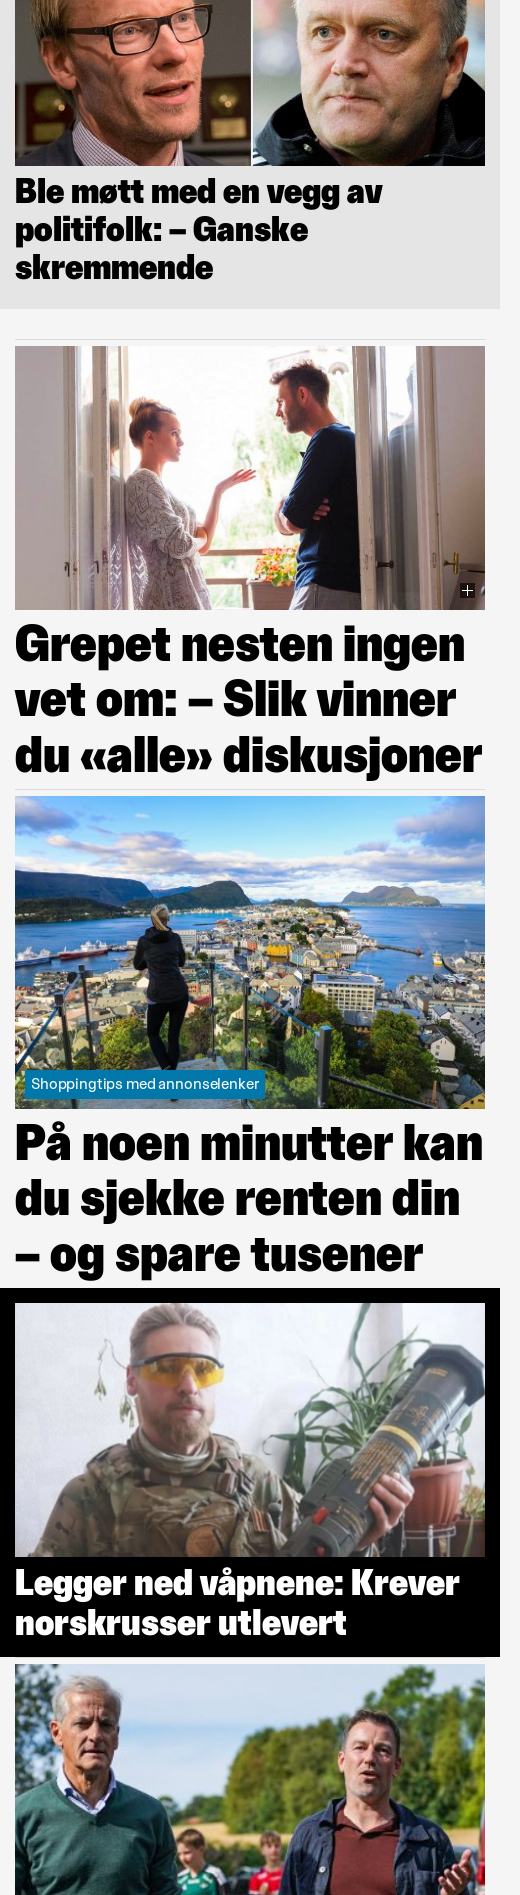 Ble møtt med en vegg av
politifolk: – Ganske
skremmende
Grepet nesten ingen
vet om: – Slik vinner
du «alle» diskusjoner
Shoppingtips med annonselenker
På noen minutter kan
du sjekke renten din
– og spare tusener
Legger ned våpnene: Krever
norskrusser utlevert